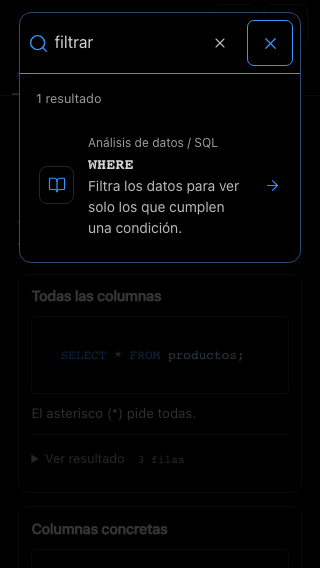 filtrar
1 resultado
Análisis de datos / SQL
WHERE
Filtra los datos para ver
solo los que cumplen
una condición.
Todas las columnas
SELECT * FROM productos;
El asterisco (*) pide todas.
Ver resultado 3 filas
Columnas concretas